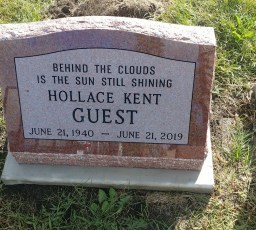 BEHIND THE CLOUDS
IS THE SUN STILL SHINING
HOLLACE KENT
GUEST
JUNE 21, 1940 — JUNE 21, 2019